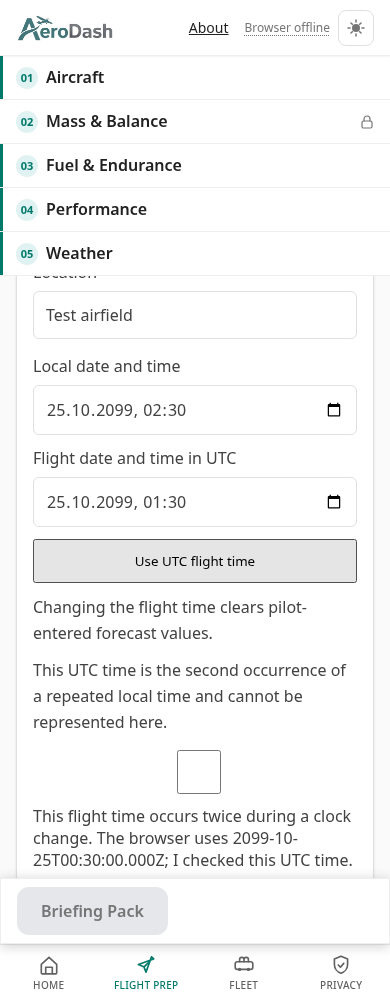 AeroDash
About
Browser offline
01 Aircraft
02 Mass & Balance
03 Fuel & Endurance
04 Performance
05 Weather
Location
Test airfield
Local date and time
25.10.2099, 02:30
Flight date and time in UTC
25.10.2099, 01:30
Use UTC flight time
Changing the flight time clears pilot-
entered forecast values.
This UTC time is the second occurrence of
a repeated local time and cannot be
represented here.
This flight time occurs twice during a clock
change. The browser uses 2099-10-
25T00:30:00.000Z; I checked this UTC time.
Briefing Pack
HOME
FLIGHT PREP
FLEET
PRIVACY